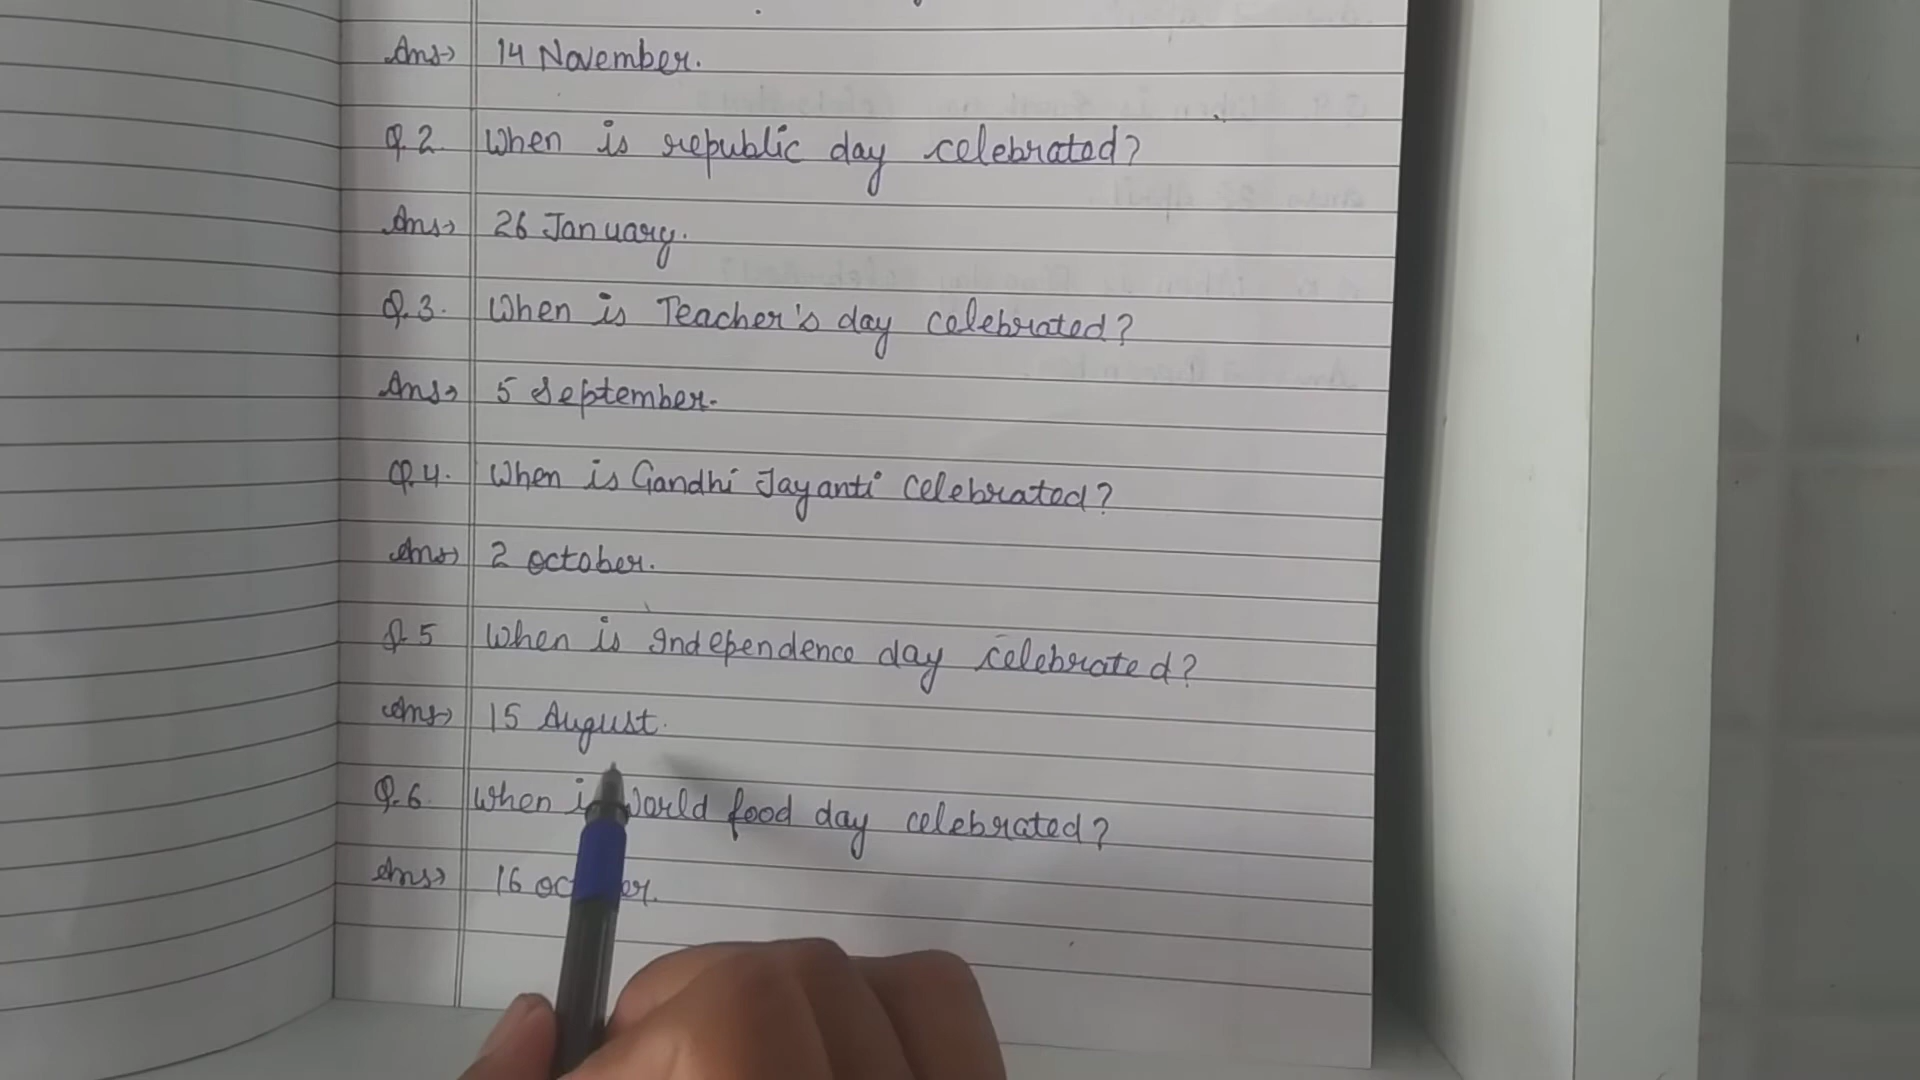 Ans→ 14 November.
Q.2. When is republic day celebrated?
Ans→ 26 January.
Q.3. When is Teacher's day celebrated?
Ans→ 5 September.
Q.4. When is Gandhi Jayanti celebrated?
Ans→ 2 october.
Q.5 When is Independence day celebrated?
Ans→ 15 August.
Q.6. When is World food day celebrated?
Ans→ 16